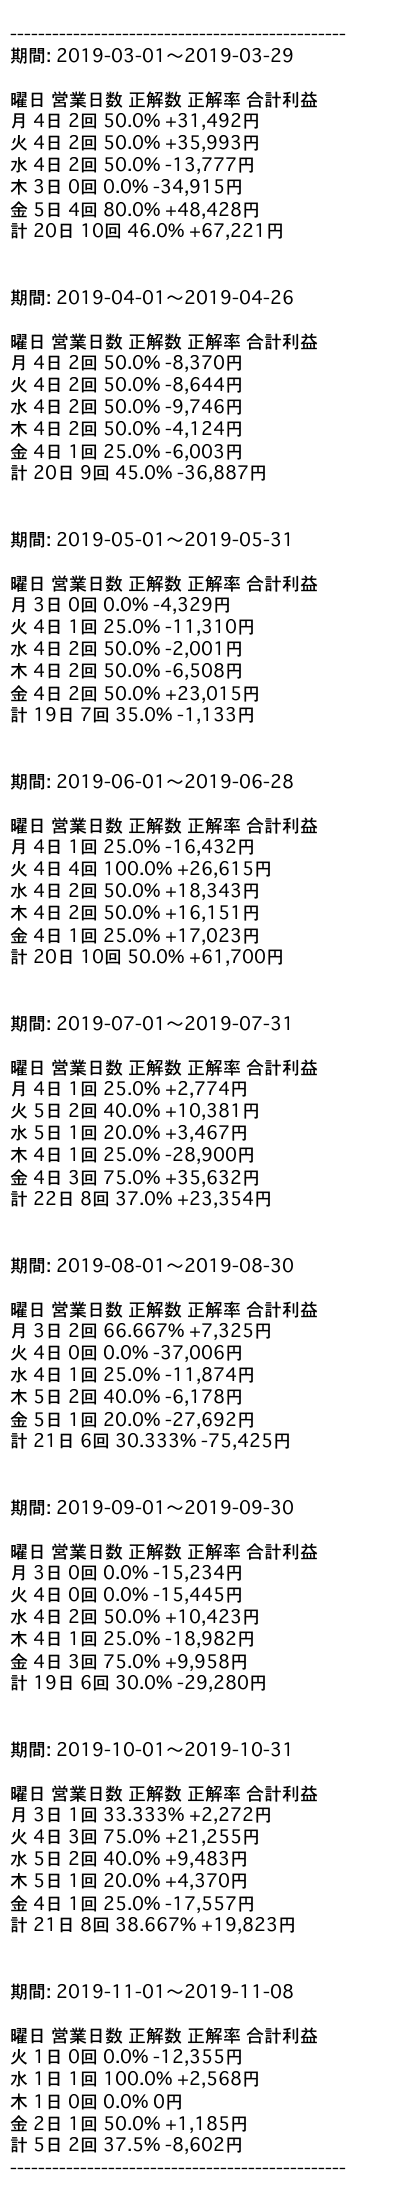 ------------------------------------------------
期間: 2019-03-01〜2019-03-29
曜日 営業日数 正解数 正解率 合計利益
月 4日 2回 50.0% +31,492円
火 4日 2回 50.0% +35,993円
水 4日 2回 50.0% -13,777円
木 3日 0回 0.0% -34,915円
金 5日 4回 80.0% +48,428円
計 20日 10回 46.0% +67,221円
期間: 2019-04-01〜2019-04-26
曜日 営業日数 正解数 正解率 合計利益
月 4日 2回 50.0% -8,370円
火 4日 2回 50.0% -8,644円
水 4日 2回 50.0% -9,746円
木 4日 2回 50.0% -4,124円
金 4日 1回 25.0% -6,003円
計 20日 9回 45.0% -36,887円
期間: 2019-05-01〜2019-05-31
曜日 営業日数 正解数 正解率 合計利益
月 3日 0回 0.0% -4,329円
火 4日 1回 25.0% -11,310円
水 4日 2回 50.0% -2,001円
木 4日 2回 50.0% -6,508円
金 4日 2回 50.0% +23,015円
計 19日 7回 35.0% -1,133円
期間: 2019-06-01〜2019-06-28
曜日 営業日数 正解数 正解率 合計利益
月 4日 1回 25.0% -16,432円
火 4日 4回 100.0% +26,615円
水 4日 2回 50.0% +18,343円
木 4日 2回 50.0% +16,151円
金 4日 1回 25.0% +17,023円
計 20日 10回 50.0% +61,700円
期間: 2019-07-01〜2019-07-31
曜日 営業日数 正解数 正解率 合計利益
月 4日 1回 25.0% +2,774円
火 5日 2回 40.0% +10,381円
水 5日 1回 20.0% +3,467円
木 4日 1回 25.0% -28,900円
金 4日 3回 75.0% +35,632円
計 22日 8回 37.0% +23,354円
期間: 2019-08-01〜2019-08-30
曜日 営業日数 正解数 正解率 合計利益
月 3日 2回 66.667% +7,325円
火 4日 0回 0.0% -37,006円
水 4日 1回 25.0% -11,874円
木 5日 2回 40.0% -6,178円
金 5日 1回 20.0% -27,692円
計 21日 6回 30.333% -75,425円
期間: 2019-09-01〜2019-09-30
曜日 営業日数 正解数 正解率 合計利益
月 3日 0回 0.0% -15,234円
火 4日 0回 0.0% -15,445円
水 4日 2回 50.0% +10,423円
木 4日 1回 25.0% -18,982円
金 4日 3回 75.0% +9,958円
計 19日 6回 30.0% -29,280円
期間: 2019-10-01〜2019-10-31
曜日 営業日数 正解数 正解率 合計利益
月 3日 1回 33.333% +2,272円
火 4日 3回 75.0% +21,255円
水 5日 2回 40.0% +9,483円
木 5日 1回 20.0% +4,370円
金 4日 1回 25.0% -17,557円
計 21日 8回 38.667% +19,823円
期間: 2019-11-01〜2019-11-08
曜日 営業日数 正解数 正解率 合計利益
火 1日 0回 0.0% -12,355円
水 1日 1回 100.0% +2,568円
木 1日 0回 0.0% 0円
金 2日 1回 50.0% +1,185円
計 5日 2回 37.5% -8,602円
------------------------------------------------